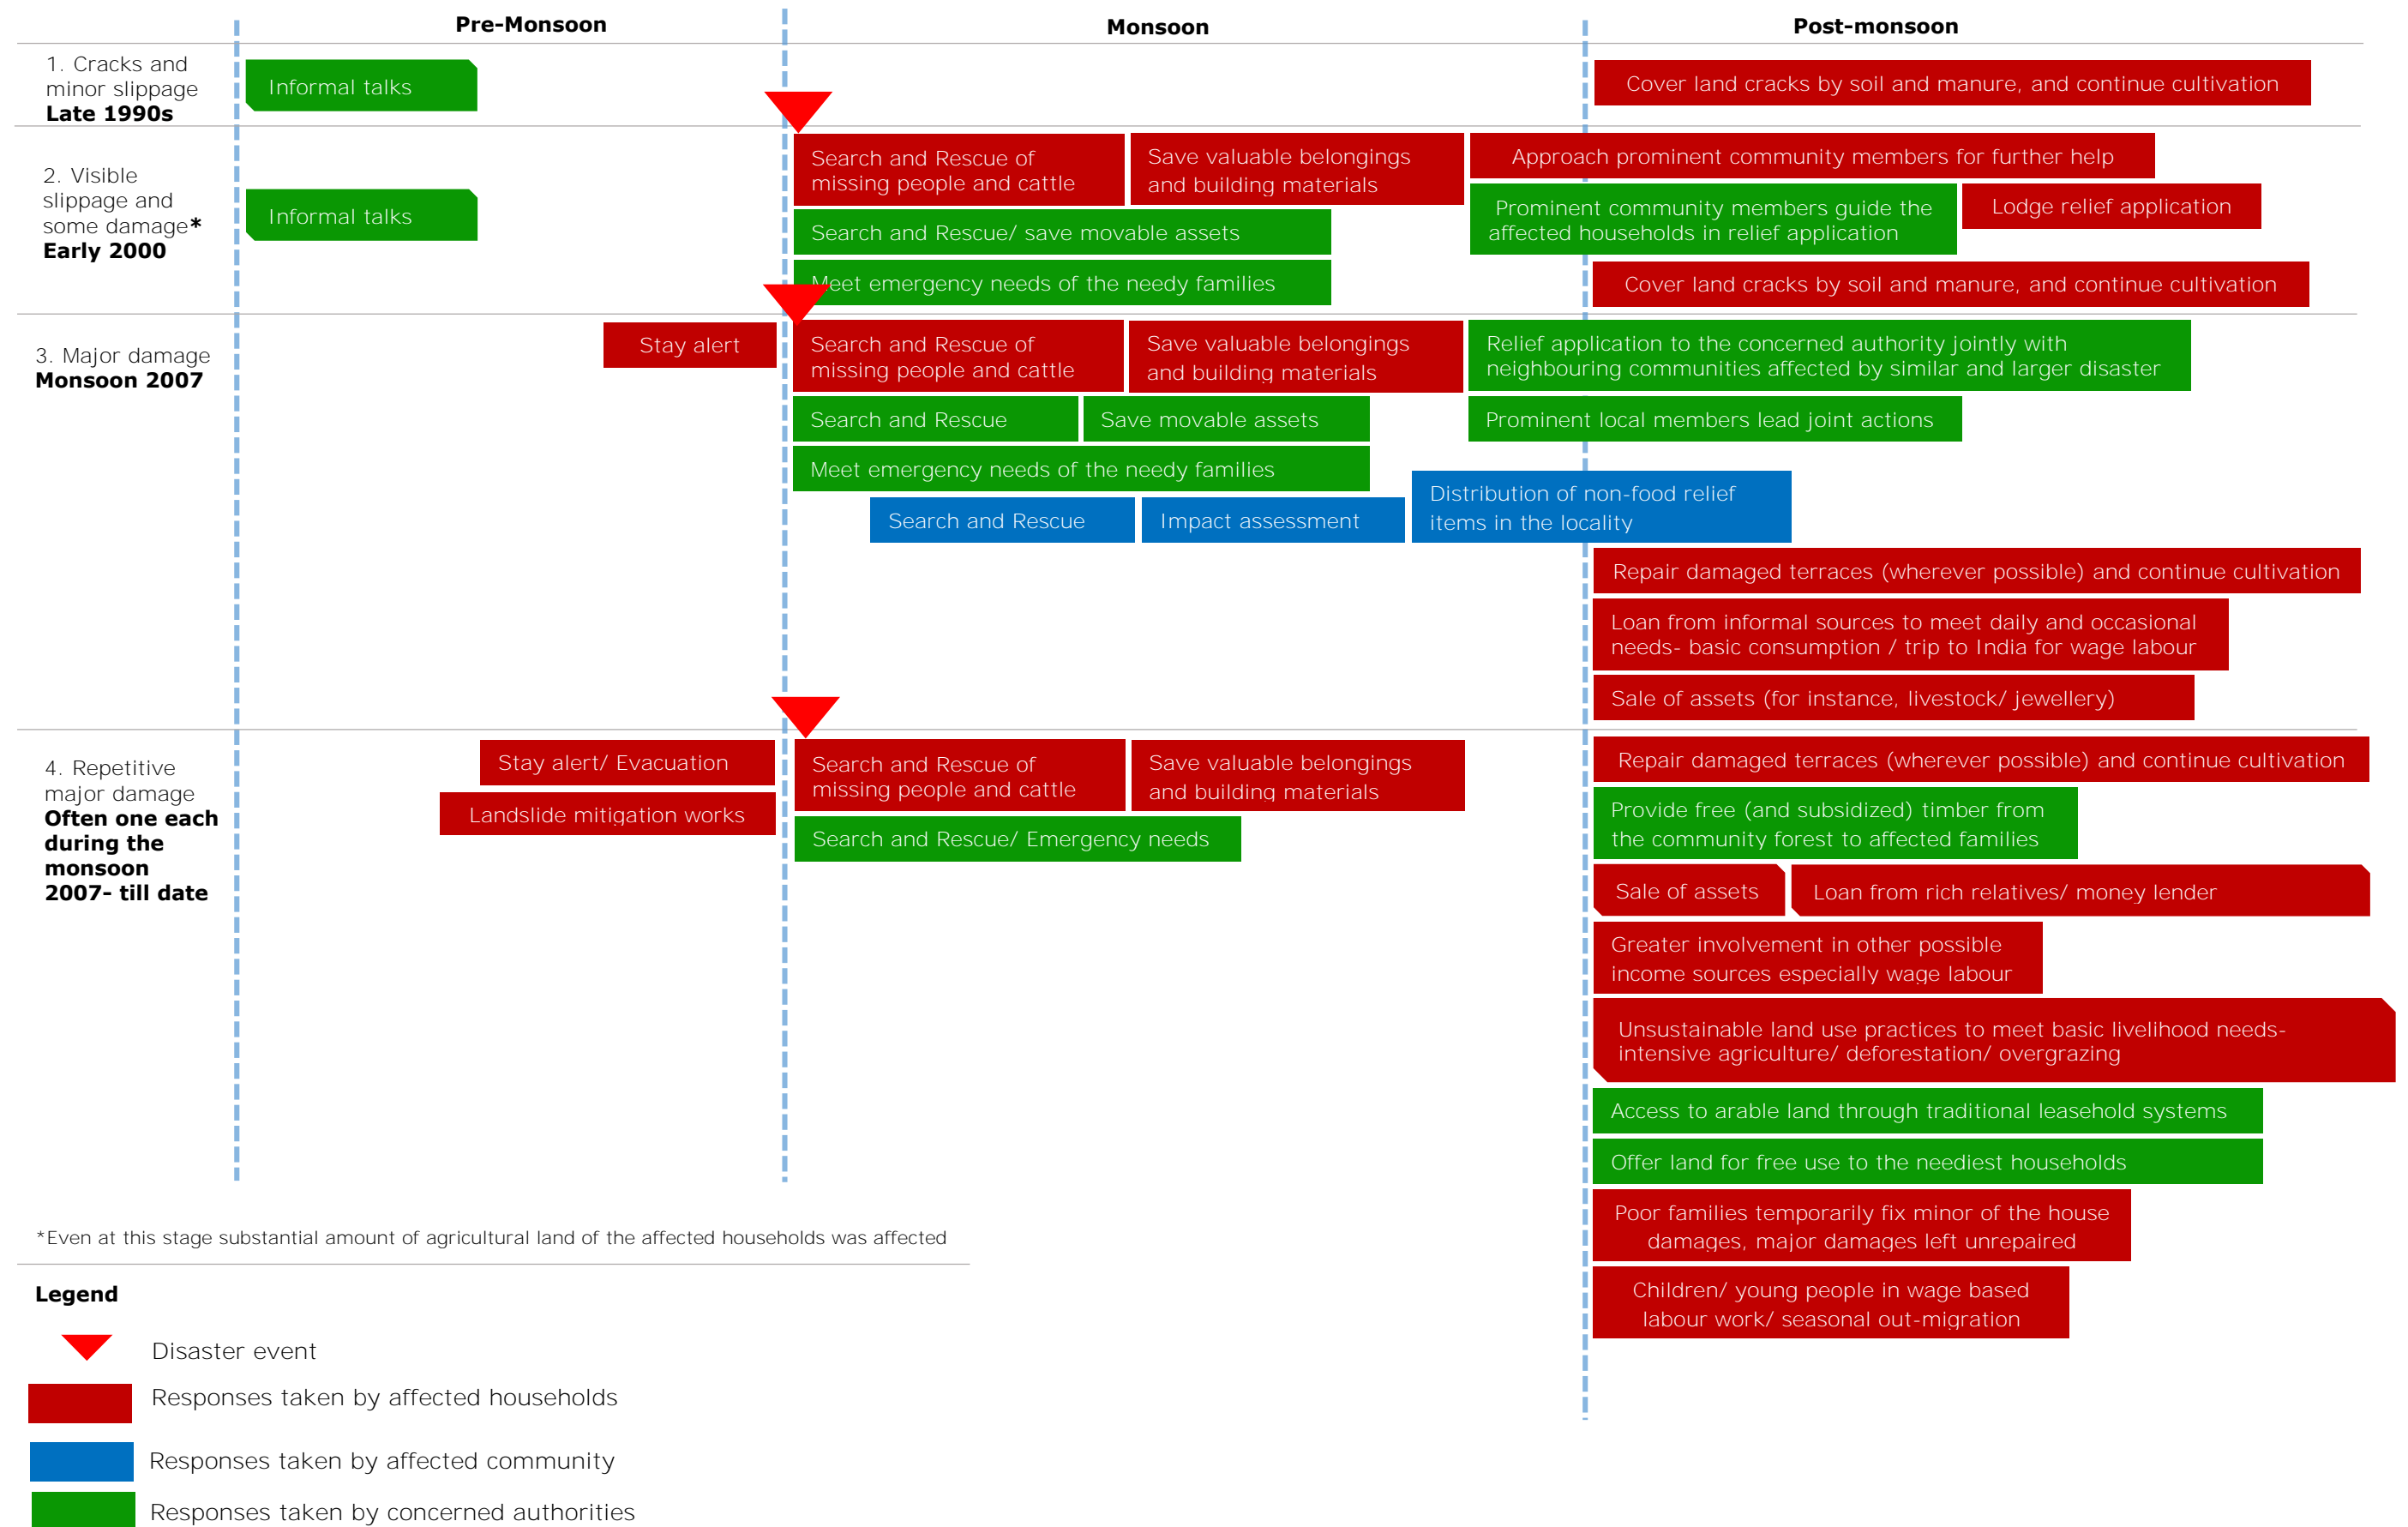 Pre-Monsoon
Monsoon
Post-monsoon
1. Cracks and
minor slippage
Late 1990s
Informal talks
Cover land cracks by soil and manure, and continue cultivation
2. Visible
slippage and
some damage*
Early 2000
Informal talks
Search and Rescue of
missing people and cattle
Save valuable belongings
and building materials
Approach prominent community members for further help
Search and Rescue/ save movable assets
Prominent community members guide the
affected households in relief application
Lodge relief application
Meet emergency needs of the needy families
Cover land cracks by soil and manure, and continue cultivation
3. Major damage
Monsoon 2007
Stay alert
Search and Rescue of
missing people and cattle
Save valuable belongings
and building materials
Relief application to the concerned authority jointly with
neighbouring communities affected by similar and larger disaster
Search and Rescue
Save movable assets
Prominent local members lead joint actions
Meet emergency needs of the needy families
Search and Rescue
Impact assessment
Distribution of non-food relief
items in the locality
Repair damaged terraces (wherever possible) and continue cultivation
Loan from informal sources to meet daily and occasional
needs- basic consumption / trip to India for wage labour
Sale of assets (for instance, livestock/ jewellery)
4. Repetitive
major damage
Often one each
during the
monsoon
2007- till date
Stay alert/ Evacuation
Landslide mitigation works
Search and Rescue of
missing people and cattle
Save valuable belongings
and building materials
Search and Rescue/ Emergency needs
Repair damaged terraces (wherever possible) and continue cultivation
Provide free (and subsidized) timber from
the community forest to affected families
Sale of assets
Loan from rich relatives/ money lender
Greater involvement in other possible
income sources especially wage labour
Unsustainable land use practices to meet basic livelihood needs-
intensive agriculture/ deforestation/ overgrazing
Access to arable land through traditional leasehold systems
Offer land for free use to the neediest households
Poor families temporarily fix minor of the house
damages, major damages left unrepaired
Children/ young people in wage based
labour work/ seasonal out-migration
*Even at this stage substantial amount of agricultural land of the affected households was affected
Legend
Disaster event
Responses taken by affected households
Responses taken by affected community
Responses taken by concerned authorities